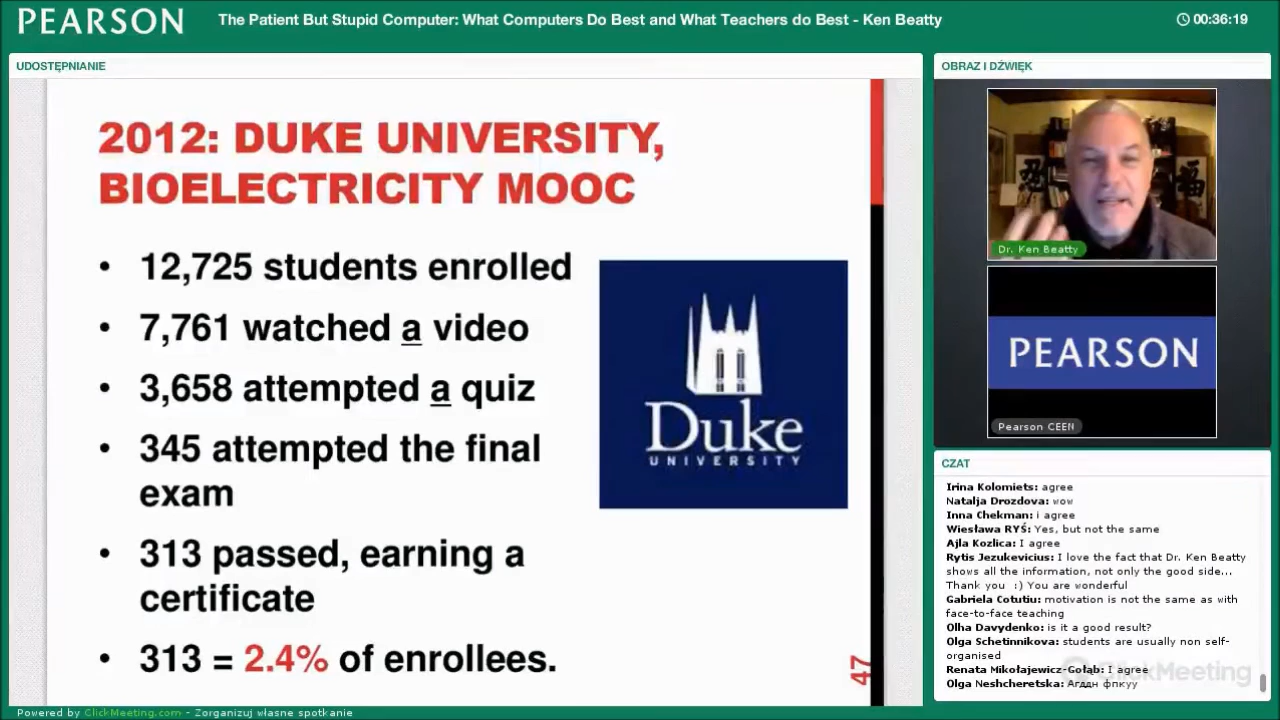 PEARSON
The Patient But Stupid Computer: What Computers Do Best and What Teachers do Best - Ken Beatty
00:36:19
UDOSTĘPNIANIE
2012: DUKE UNIVERSITY,
BIOELECTRICITY MOOC
• 12,725 students enrolled
• 7,761 watched a video
• 3,658 attempted a quiz
• 345 attempted the final
exam
• 313 passed, earning a
certificate
• 313 = 2.4% of enrollees.
Duke
UNIVERSITY
47
OBRAZ I DŹWIĘK
福
Dr. Ken Beatty
PEARSON
Pearson CEEN
CZAT
Irina Kolomiets: agree
Natalja Drozdova: wow
Inna Chekman: i agree
Wiesława RYŚ: Yes, but not the same
Ajla Kozlica: I agree
Rytis Jezukevicius: I love the fact that Dr. Ken Beatty
shows all the information, not only the good side...
Thank you :) You are wonderful
Gabriela Cotutiu: motivation is not the same as with
face-to-face teaching
Olha Davydenko: is it a good result?
Olga Schetinnikova: students are usually non self-
organised
Renata Mikołajewicz-Gołąb: I agree
Olga Neshcheretska: Агддн фпкуу
ClickMeeting
Powered by ClickMeeting.com - Zorganizuj własne spotkanie